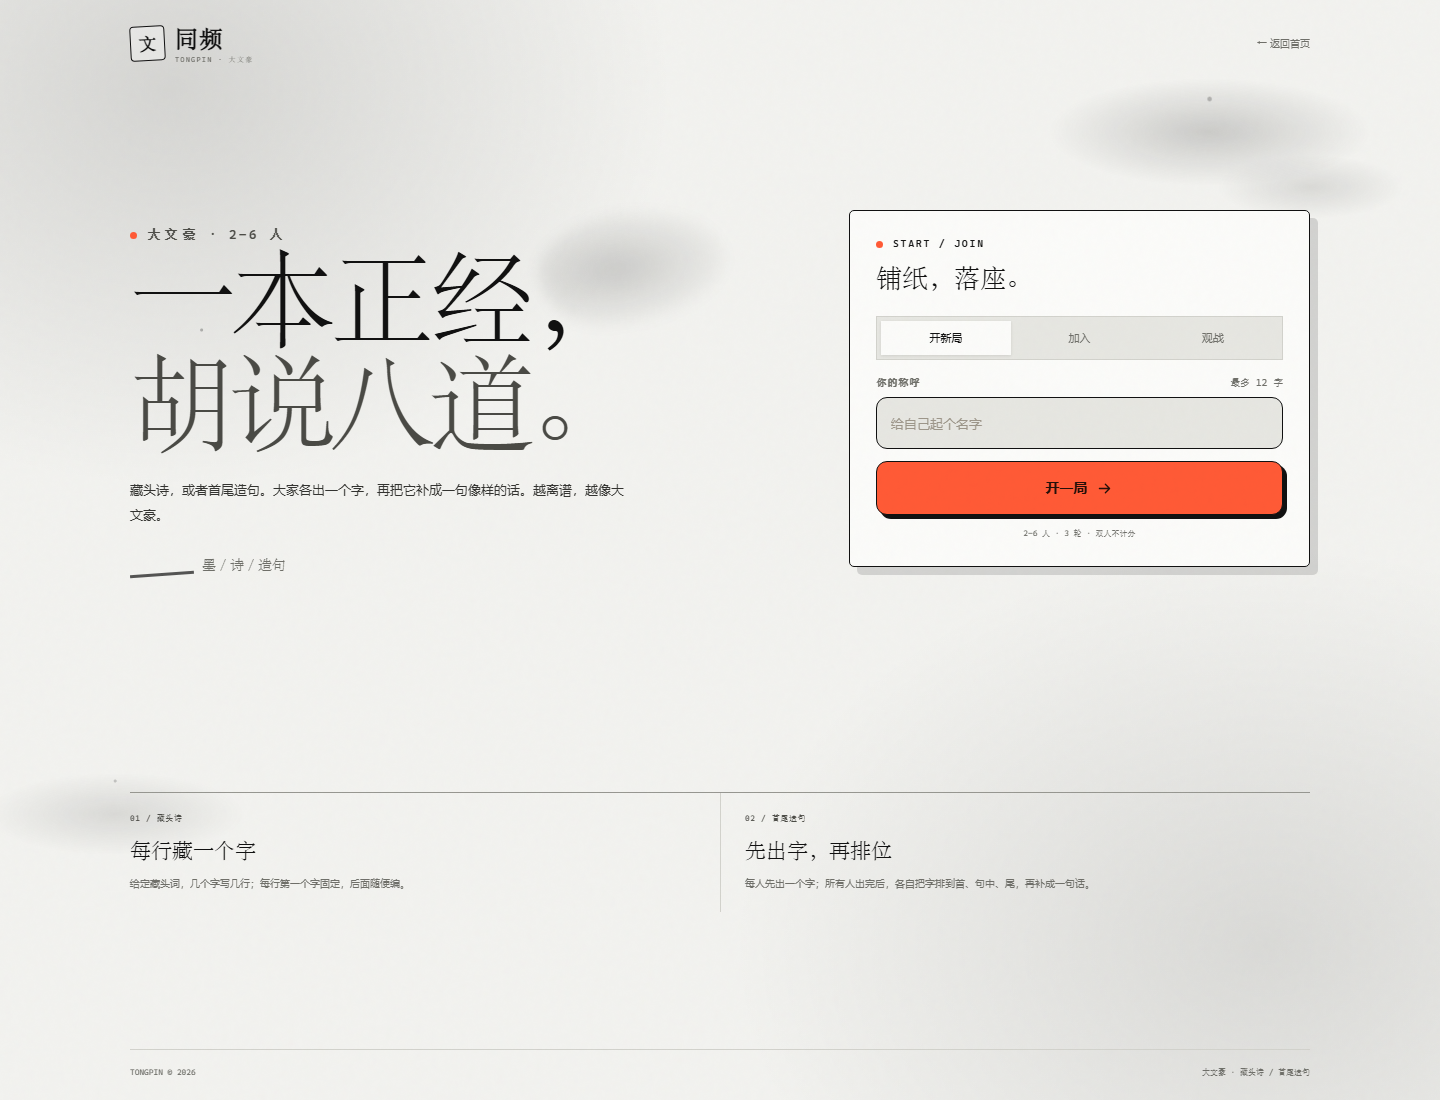 文
同频
TONGPIN · 大文豪
← 返回首页
大文豪 · 2–6 人
一本正经，
胡说八道。
藏头诗，或者首尾造句。大家各出一个字，再把它补成一句像样的话。越离谱，越像大
文豪。
墨 / 诗 / 造句
START / JOIN
铺纸，落座。
开新局
加入
观战
你的称呼
最多 12 字
给自己起个名字
开一局 →
2–6 人 · 3 轮 · 双人不计分
01 / 藏头诗
每行藏一个字
给定藏头词，几个字写几行；每行第一个字固定，后面随便编。
02 / 首尾造句
先出字，再排位
每人先出一个字；所有人出完后，各自把字排到首、句中、尾，再补成一句话。
TONGPIN © 2026
大文豪 · 藏头诗 / 首尾造句